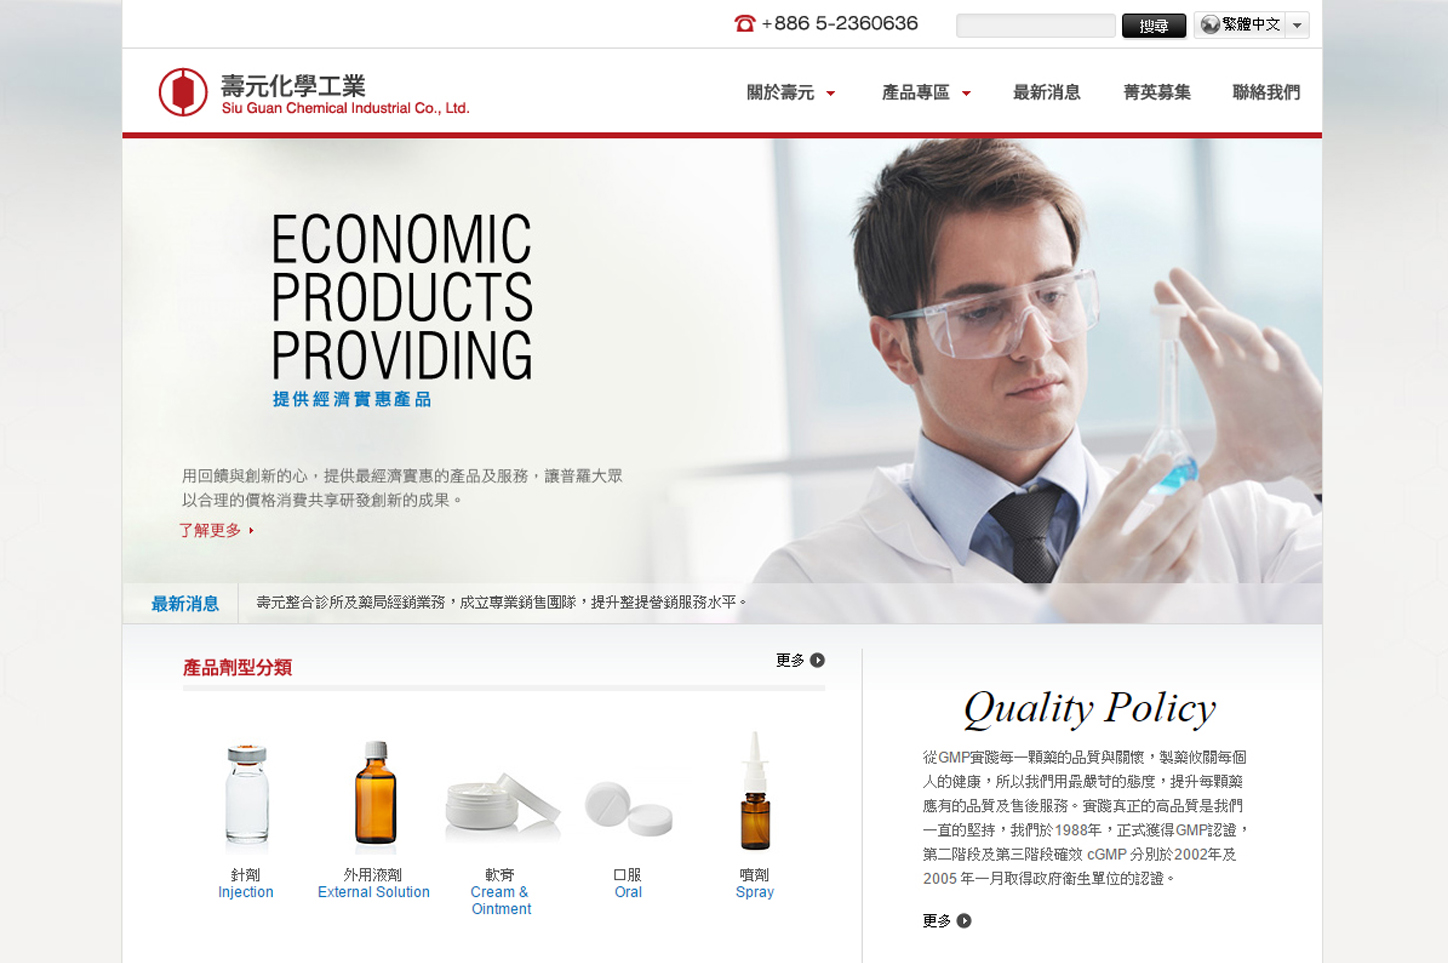 +886 5-2360636
搜尋
繁體中文
壽元化學工業
Siu Guan Chemical Industrial Co., Ltd.
關於壽元
產品專區
最新消息
菁英募集
聯絡我們
ECONOMIC
PRODUCTS
PROVIDING
提供經濟實惠產品
用回饋與創新的心，提供最經濟實惠的產品及服務，讓普羅大眾
以合理的價格消費共享研發創新的成果。
了解更多
最新消息
壽元整合診所及藥局經銷業務，成立專業銷售團隊，提升整提營銷服務水平。
產品劑型分類
更多
針劑
Injection
外用液劑
External Solution
軟膏
Cream &
Ointment
口服
Oral
噴劑
Spray
Quality Policy
從GMP實踐每一顆藥的品質與關懷，製藥攸關每個
人的健康，所以我們用最嚴苛的態度，提升每顆藥
應有的品質及售後服務。實踐真正的高品質是我們
一直的堅持，我們於1988年，正式獲得GMP認證，
第二階段及第三階段確效 cGMP 分別於2002年及
2005 年一月取得政府衛生單位的認證。
更多